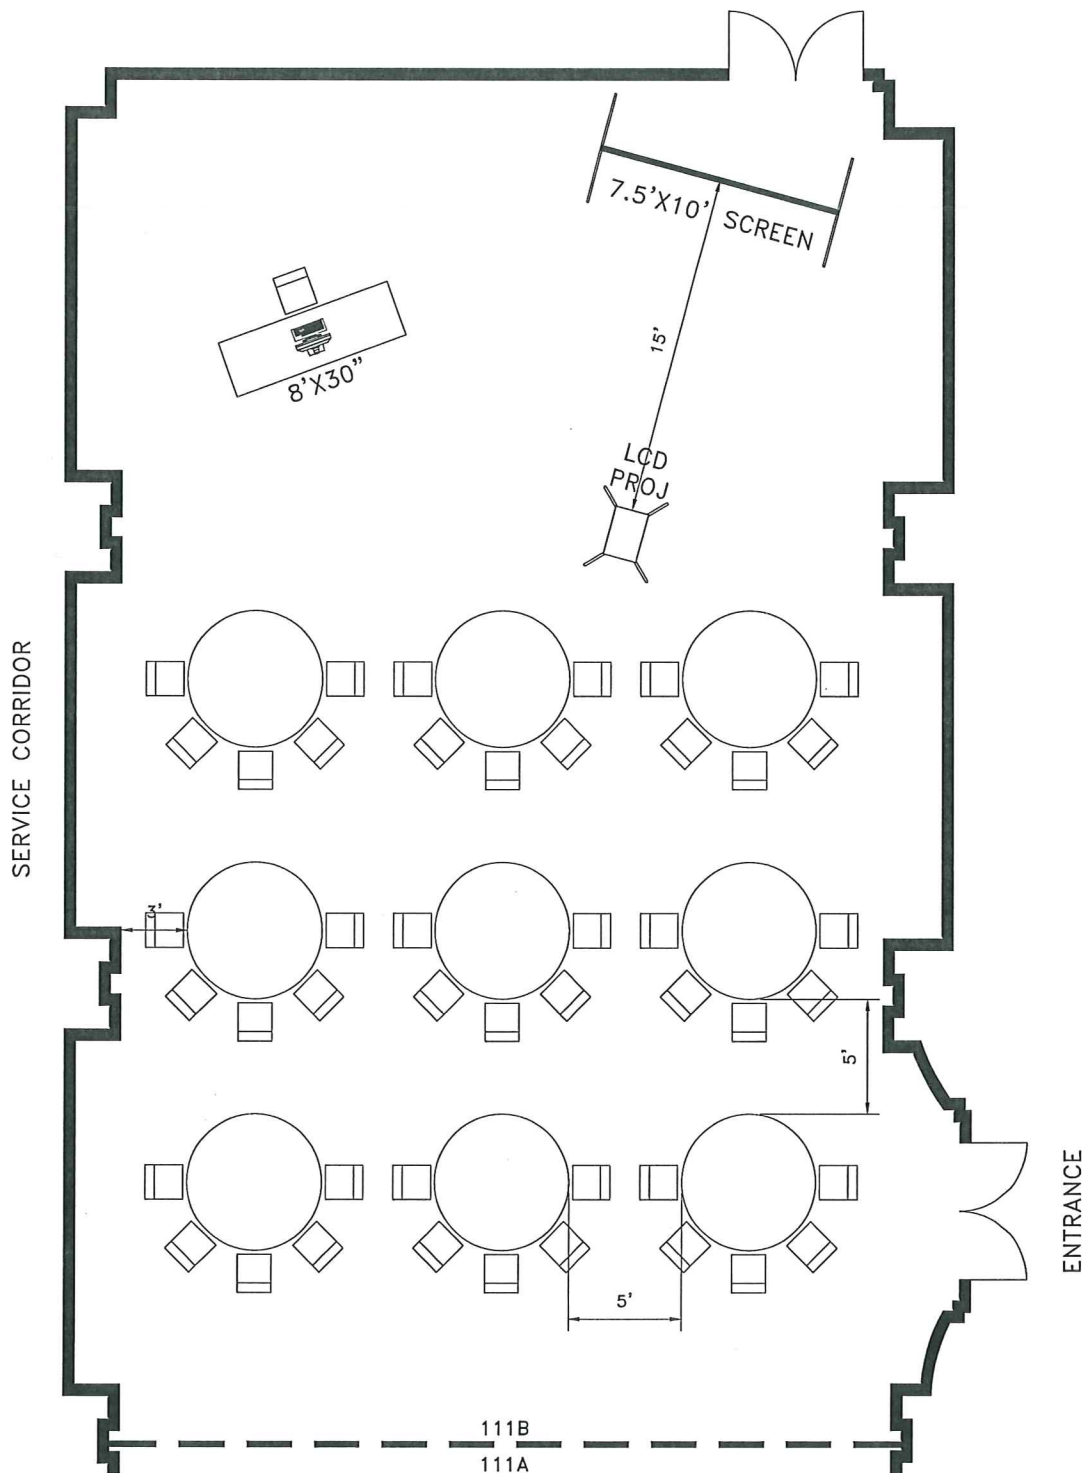 7.5'X10' SCREEN
8'X30"
15'
LCD
PROJ
SERVICE CORRIDOR
3'
5'
ENTRANCE
5'
111B
111A